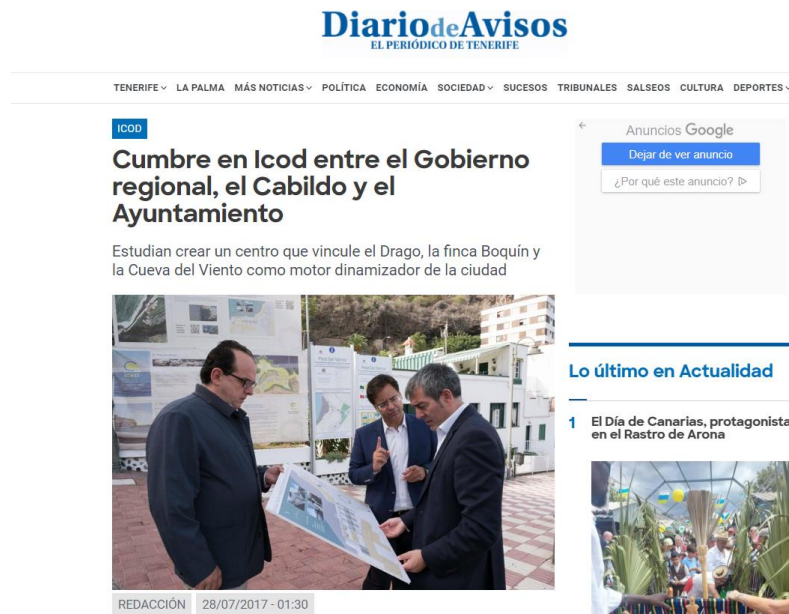 DiariodeAvisos
EL PERIÓDICO DE TENERIFE
TENERIFE LA PALMA MÁS NOTICIAS POLÍTICA ECONOMÍA SOCIEDAD SUCESOS TRIBUNALES SALSEOS CULTURA DEPORTES
ICOD
Cumbre en Icod entre el Gobierno
regional, el Cabildo y el
Ayuntamiento
Estudian crear un centro que vincule el Drago, la finca Boquín y
la Cueva del Viento como motor dinamizador de la ciudad
REDACCIÓN 28/07/2017 - 01:30
Anuncios Google
Dejar de ver anuncio
¿Por qué este anuncio?
Lo último en Actualidad
1 El Día de Canarias, protagonista
en el Rastro de Arona